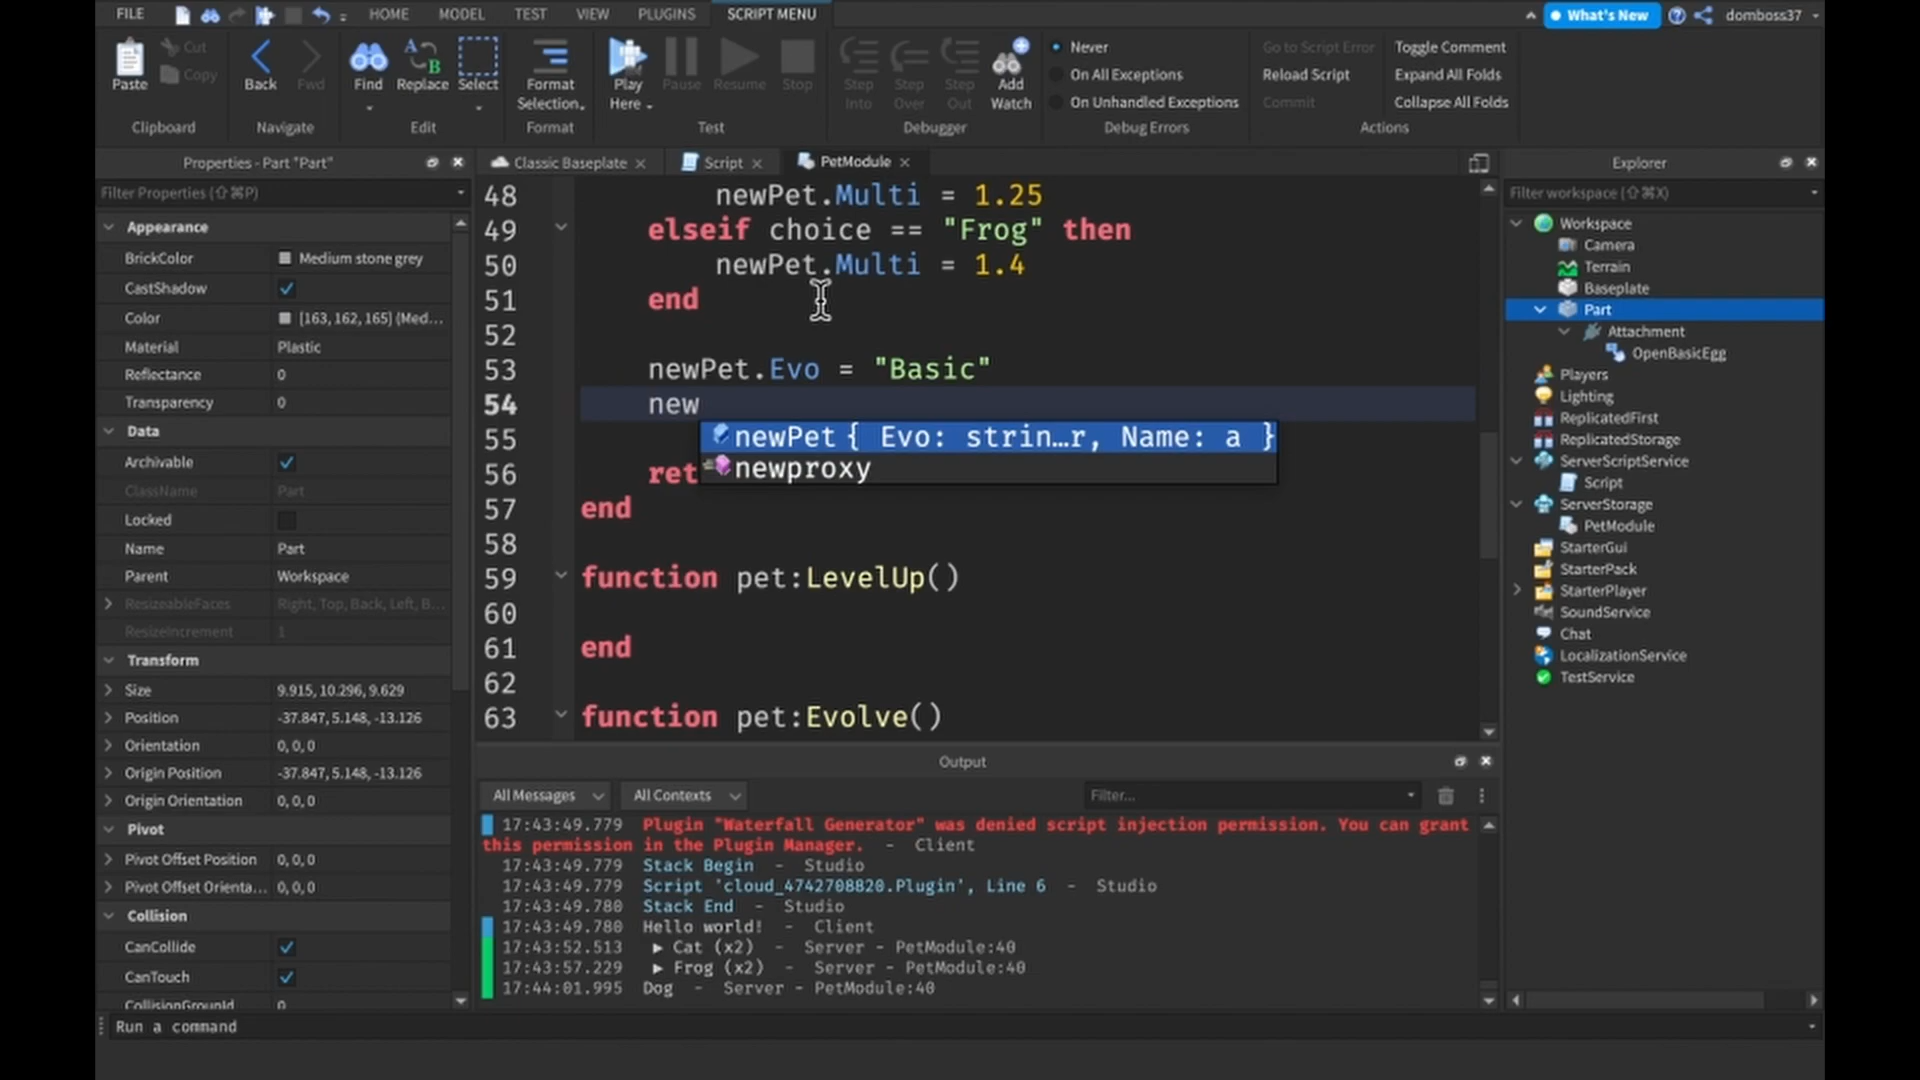 FILE HOME MODEL TEST VIEW PLUGINS SCRIPT MENU What's New domboss37
Paste Cut Copy Back Fwd Find Replace Select Format Selection... Play Here Pause Resume Stop Step Into Step Over Step Out Add Watch
Never
On All Exceptions
On Unhandled Exceptions
Go to Script Error
Reload Script
Commit
Toggle Comment
Expand All Folds
Collapse All Folds
Clipboard Navigate Edit Format Test Debugger Debug Errors Actions
Properties - Part "Part"
Filter Properties (⇧⌘P)
Appearance
BrickColor Medium stone grey
CastShadow
Color [163, 162, 165] (Med...
Material Plastic
Reflectance 0
Transparency 0
Data
Archivable
ClassName Part
Locked
Name Part
Parent Workspace
ResizeableFaces Right, Top, Back, Left, B...
ResizeIncrement 1
Transform
Size 9.915, 10.296, 9.629
Position -37.847, 5.148, -13.126
Orientation 0, 0, 0
Origin Position -37.847, 5.148, -13.126
Origin Orientation 0, 0, 0
Pivot
Pivot Offset Position 0, 0, 0
Pivot Offset Orienta... 0, 0, 0
Collision
CanCollide
CanTouch
CollisionGroupId 0
Classic Baseplate Script PetModule
48 newPet.Multi = 1.25
49 elseif choice == "Frog" then
50 newPet.Multi = 1.4
51 end
52
53 newPet.Evo = "Basic"
54 new
newPet { Evo: strin...r, Name: a }
55
newproxy
56 ret
57 end
58
59 function pet:LevelUp()
60
61 end
62
63 function pet:Evolve()
Output
All Messages All Contexts Filter...
17:43:49.779 Plugin "Waterfall Generator" was denied script injection permission. You can grant
this permission in the Plugin Manager. - Client
17:43:49.779 Stack Begin - Studio
17:43:49.779 Script 'cloud_4742708820.Plugin', Line 6 - Studio
17:43:49.780 Stack End - Studio
17:43:49.780 Hello world! - Client
17:43:52.513 ▶ Cat (x2) - Server - PetModule:40
17:43:57.229 ▶ Frog (x2) - Server - PetModule:40
17:44:01.995 Dog - Server - PetModule:40
Explorer
Filter workspace (⇧⌘X)
Workspace
Camera
Terrain
Baseplate
Part
Attachment
OpenBasicEgg
Players
Lighting
ReplicatedFirst
ReplicatedStorage
ServerScriptService
Script
ServerStorage
PetModule
StarterGui
StarterPack
StarterPlayer
SoundService
Chat
LocalizationService
TestService
Run a command